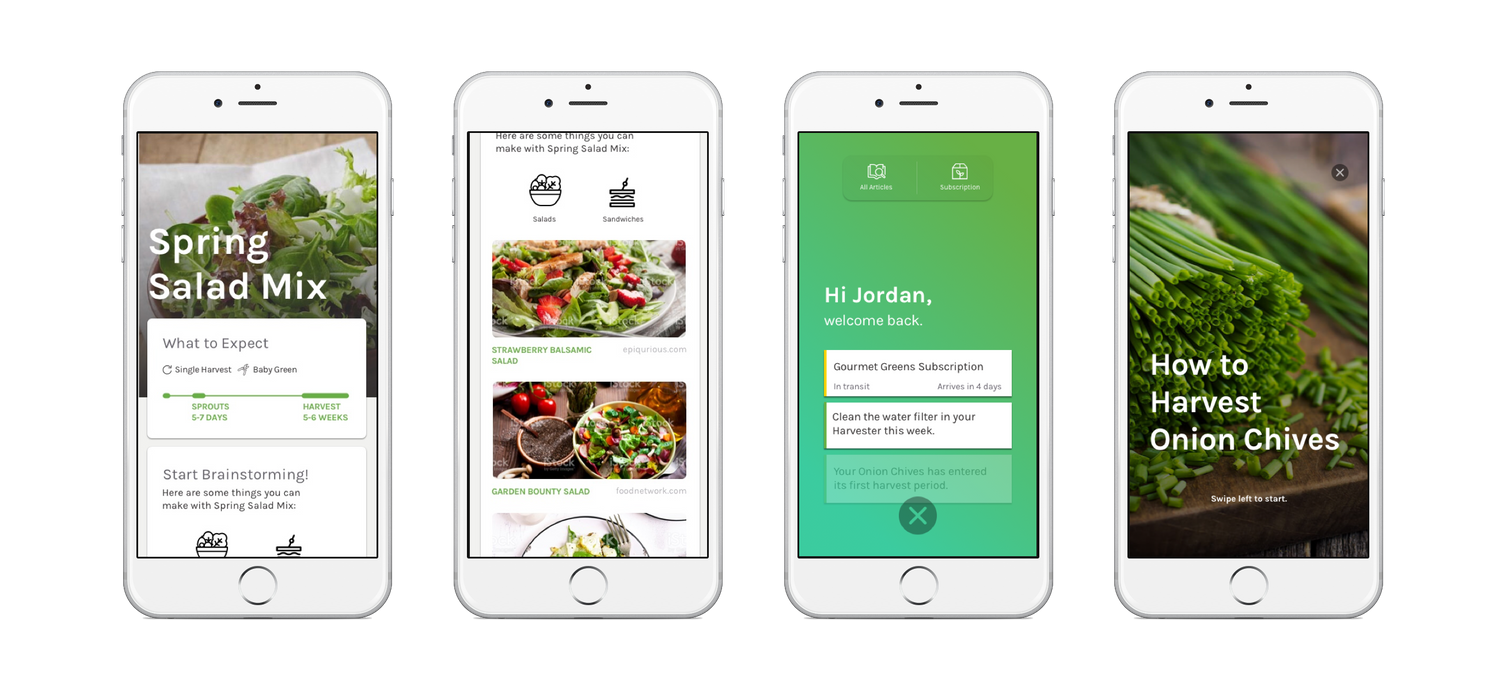 Spring
Salad Mix
What to Expect
Single Harvest
Baby Green
SPROUTS
5-7 DAYS
HARVEST
5-6 WEEKS
Start Brainstorming!
Here are some things you can
make with Spring Salad Mix:
Here are some things you can
make with Spring Salad Mix:
Salads
Sandwiches
iStock
STRAWBERRY BALSAMIC
SALAD
epiqurious.com
iStock
GARDEN BOUNTY SALAD
foodnetwork.com
All Articles
Subscription
Hi Jordan,
welcome back.
Gourmet Greens Subscription
In transit
Arrives in 4 days
Clean the water filter in your
Harvester this week.
Your Onion Chives has entered
its first harvest period.
How to
Harvest
Onion Chives
Swipe left to start.